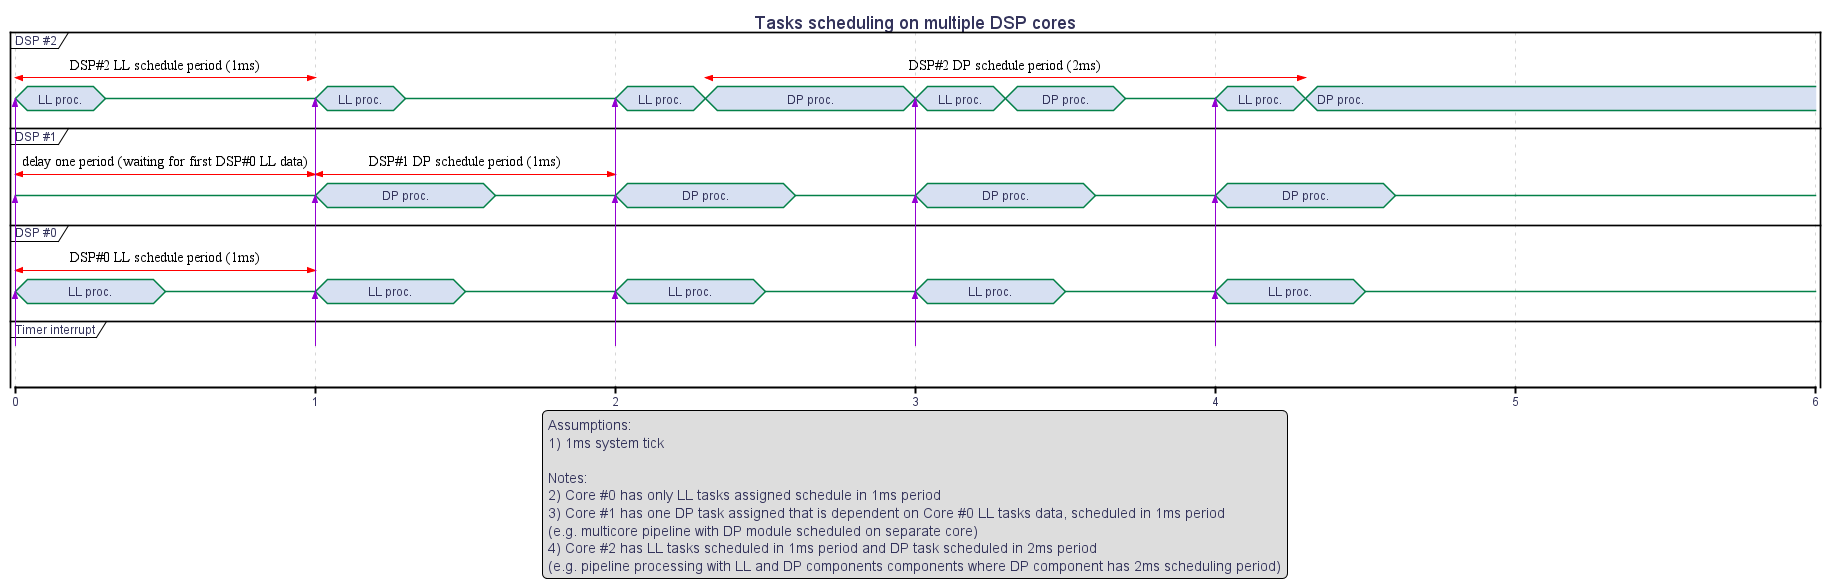 Tasks scheduling on multiple DSP cores
DSP #2
DSP#2 LL schedule period (1ms)
DSP#2 DP schedule period (2ms)
LL proc.
LL proc.
LL proc.
DP proc.
LL proc.
DP proc.
LL proc.
DP proc.
DSP #1
delay one period (waiting for first DSP#0 LL data)
DSP#1 DP schedule period (1ms)
DP proc.
DP proc.
DP proc.
DP proc.
DSP #0
DSP#0 LL schedule period (1ms)
LL proc.
LL proc.
LL proc.
LL proc.
LL proc.
Timer interrupt
0
1
2
3
4
5
6
Assumptions:
1) 1ms system tick
Notes:
2) Core #0 has only LL tasks assigned schedule in 1ms period
3) Core #1 has one DP task assigned that is dependent on Core #0 LL tasks data, scheduled in 1ms period
(e.g. multicore pipeline with DP module scheduled on separate core)
4) Core #2 has LL tasks scheduled in 1ms period and DP task scheduled in 2ms period
(e.g. pipeline processing with LL and DP components components where DP component has 2ms scheduling period)